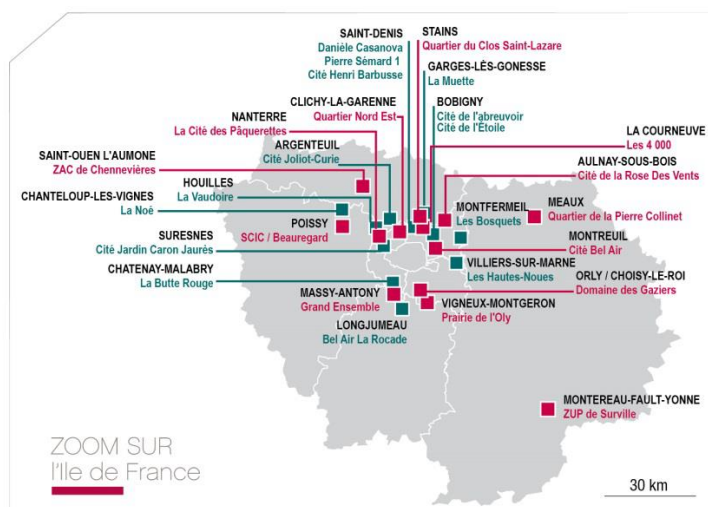 SAINT-DENIS
Danièle Casanova
Pierre Sémard 1
Cité Henri Barbusse
STAINS
Quartier du Clos Saint-Lazare
GARGES-LÈS-GONESSE
La Muette
CLICHY-LA-GARENNE
Quartier Nord Est
BOBIGNY
Cité de l'abreuvoir
Cité de l'Étoile
NANTERRE
La Cité des Pâquerettes
LA COURNEUVE
Les 4 000
ARGENTEUIL
Cité Joliot-Curie
SAINT-OUEN L'AUMONE
ZAC de Chennevières
AULNAY-SOUS-BOIS
Cité de la Rose Des Vents
HOUILLES
La Vaudoire
CHANTELOUP-LES-VIGNES
La Noé
MONTFERMEIL
Les Bosquets
MEAUX
Quartier de la Pierre Collinet
POISSY
SCIC / Beauregard
SURESNES
Cité Jardin Caron Jaurés
MONTREUIL
Cité Bel Air
VILLIERS-SUR-MARNE
Les Hautes-Noues
CHATENAY-MALABRY
La Butte Rouge
ORLY / CHOISY-LE-ROI
Domaine des Gaziers
MASSY-ANTONY
Grand Ensemble
VIGNEUX-MONTGERON
Prairie de l'Oly
LONGJUMEAU
Bel Air La Rocade
MONTEREAU-FAULT-YONNE
ZUP de Surville
ZOOM SUR
l'Ile de France
30 km